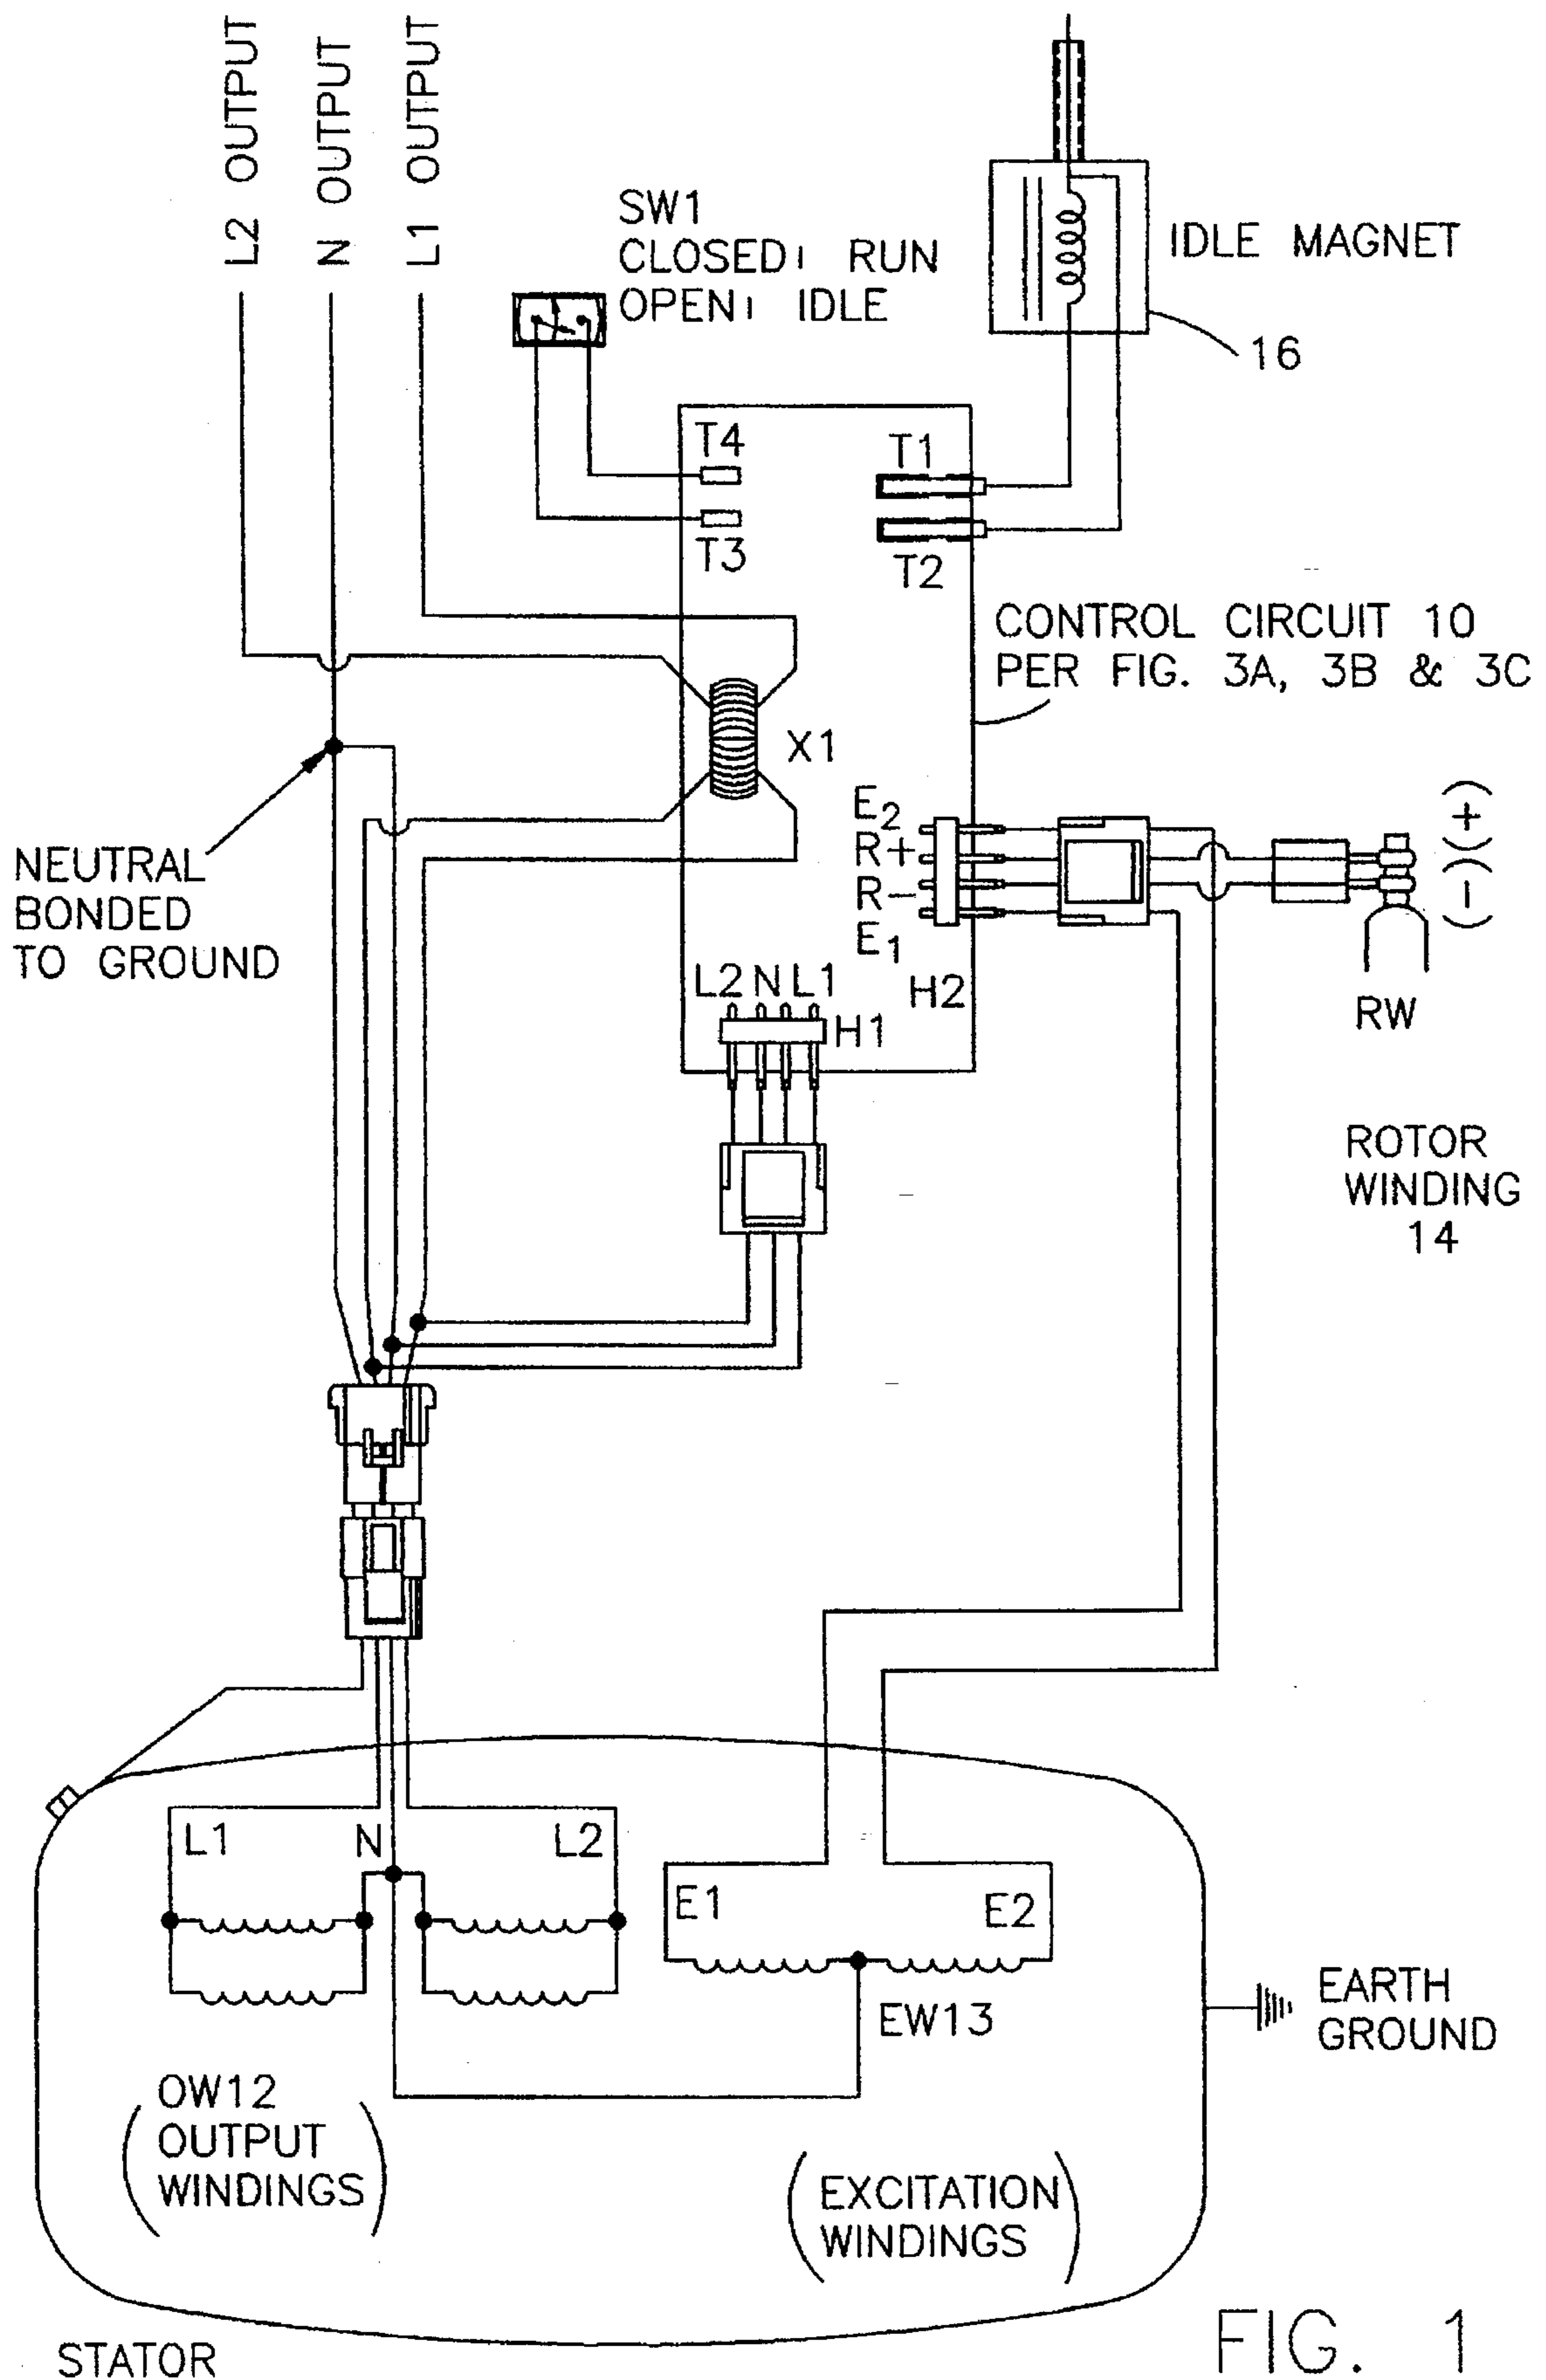 L2 OUTPUT
N OUTPUT
L1 OUTPUT
SW1
CLOSED: RUN
OPEN: IDLE
IDLE MAGNET
16
T4
T1
T3
T2
CONTROL CIRCUIT 10
PER FIG. 3A, 3B & 3C
X1
NEUTRAL
BONDED
TO GROUND
E2
R+
R-
E1
H2
(+)
(-)
RW
L2 N L1
H1
ROTOR
WINDING
14
L1
N
L2
E1
E2
EW13
EARTH
GROUND
(OW12
OUTPUT
WINDINGS)
(EXCITATION
WINDINGS)
STATOR
FIG. 1